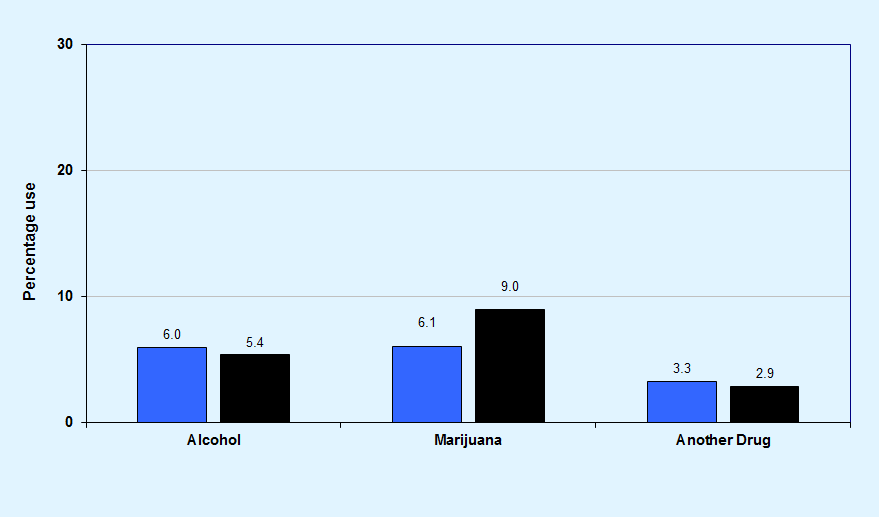 30
20
10
0
Percentage use
6.0
5.4
6.1
9.0
3.3
2.9
Alcohol
Marijuana
Another Drug